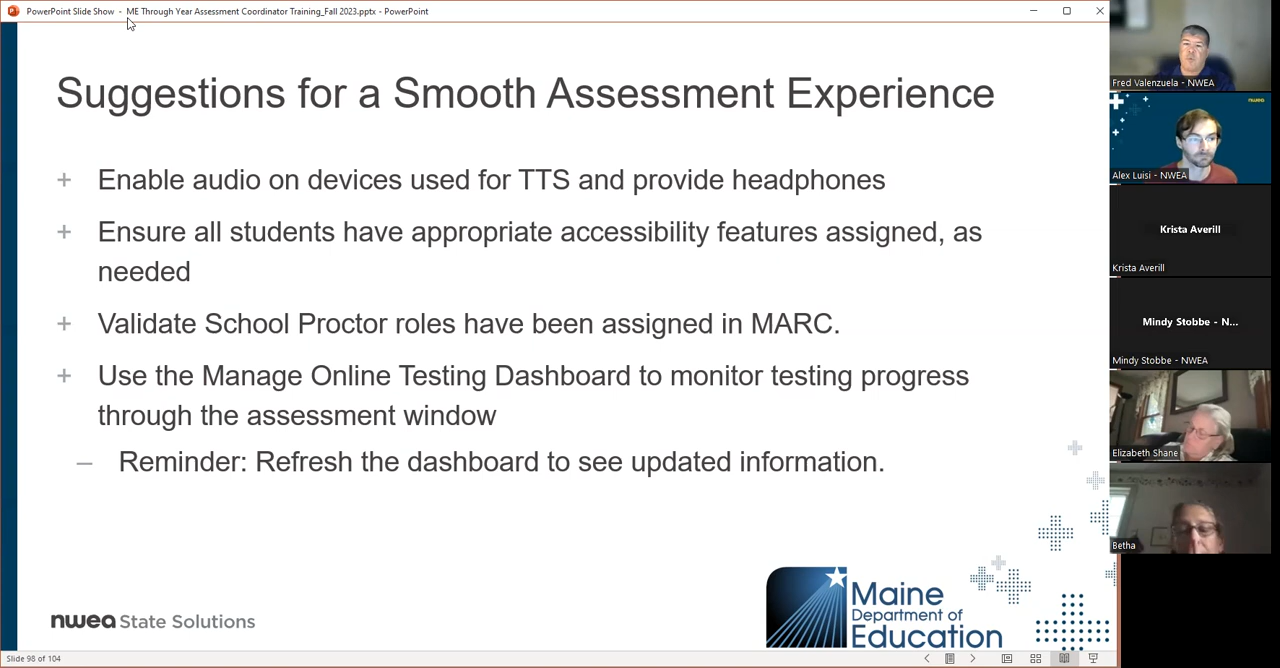 PowerPoint Slide Show - ME Through Year Assessment Coordinator Training_Fall 2023.pptx - PowerPoint
Suggestions for a Smooth Assessment Experience
+ Enable audio on devices used for TTS and provide headphones
+ Ensure all students have appropriate accessibility features assigned, as
needed
+ Validate School Proctor roles have been assigned in MARC.
+ Use the Manage Online Testing Dashboard to monitor testing progress
through the assessment window
– Reminder: Refresh the dashboard to see updated information.
nwea State Solutions
Maine
Department of
Education
Slide 98 of 104
Fred Valenzuela - NWEA
nwea
Alex Luisi - NWEA
Krista Averill
Krista Averill
Mindy Stobbe - N...
Mindy Stobbe - NWEA
Elizabeth Shane
Betha